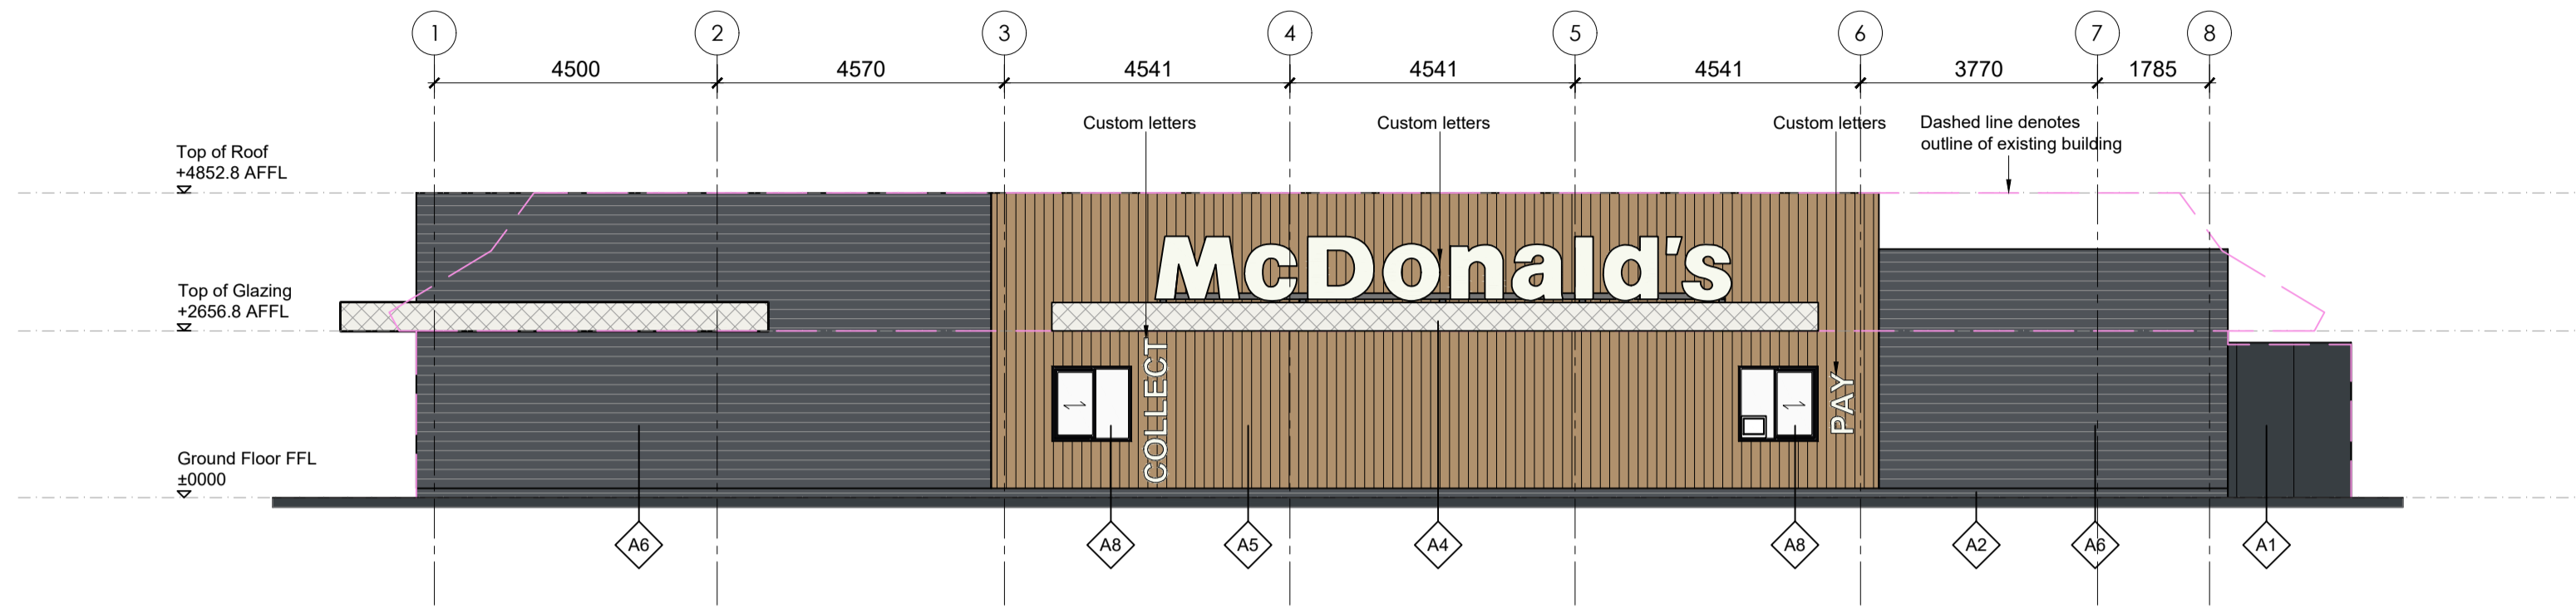 1 2 3 4 5 6 7 8
4500 4570 4541 4541 4541 3770 1785
Custom letters
Custom letters
Custom letters
Dashed line denotes
outline of existing building
Top of Roof
+4852.8 AFFL
McDonald's
Top of Glazing
+2656.8 AFFL
COLLECT
PAY
Ground Floor FFL
±0000
A6 A8 A5 A4 A8 A2 A6 A1